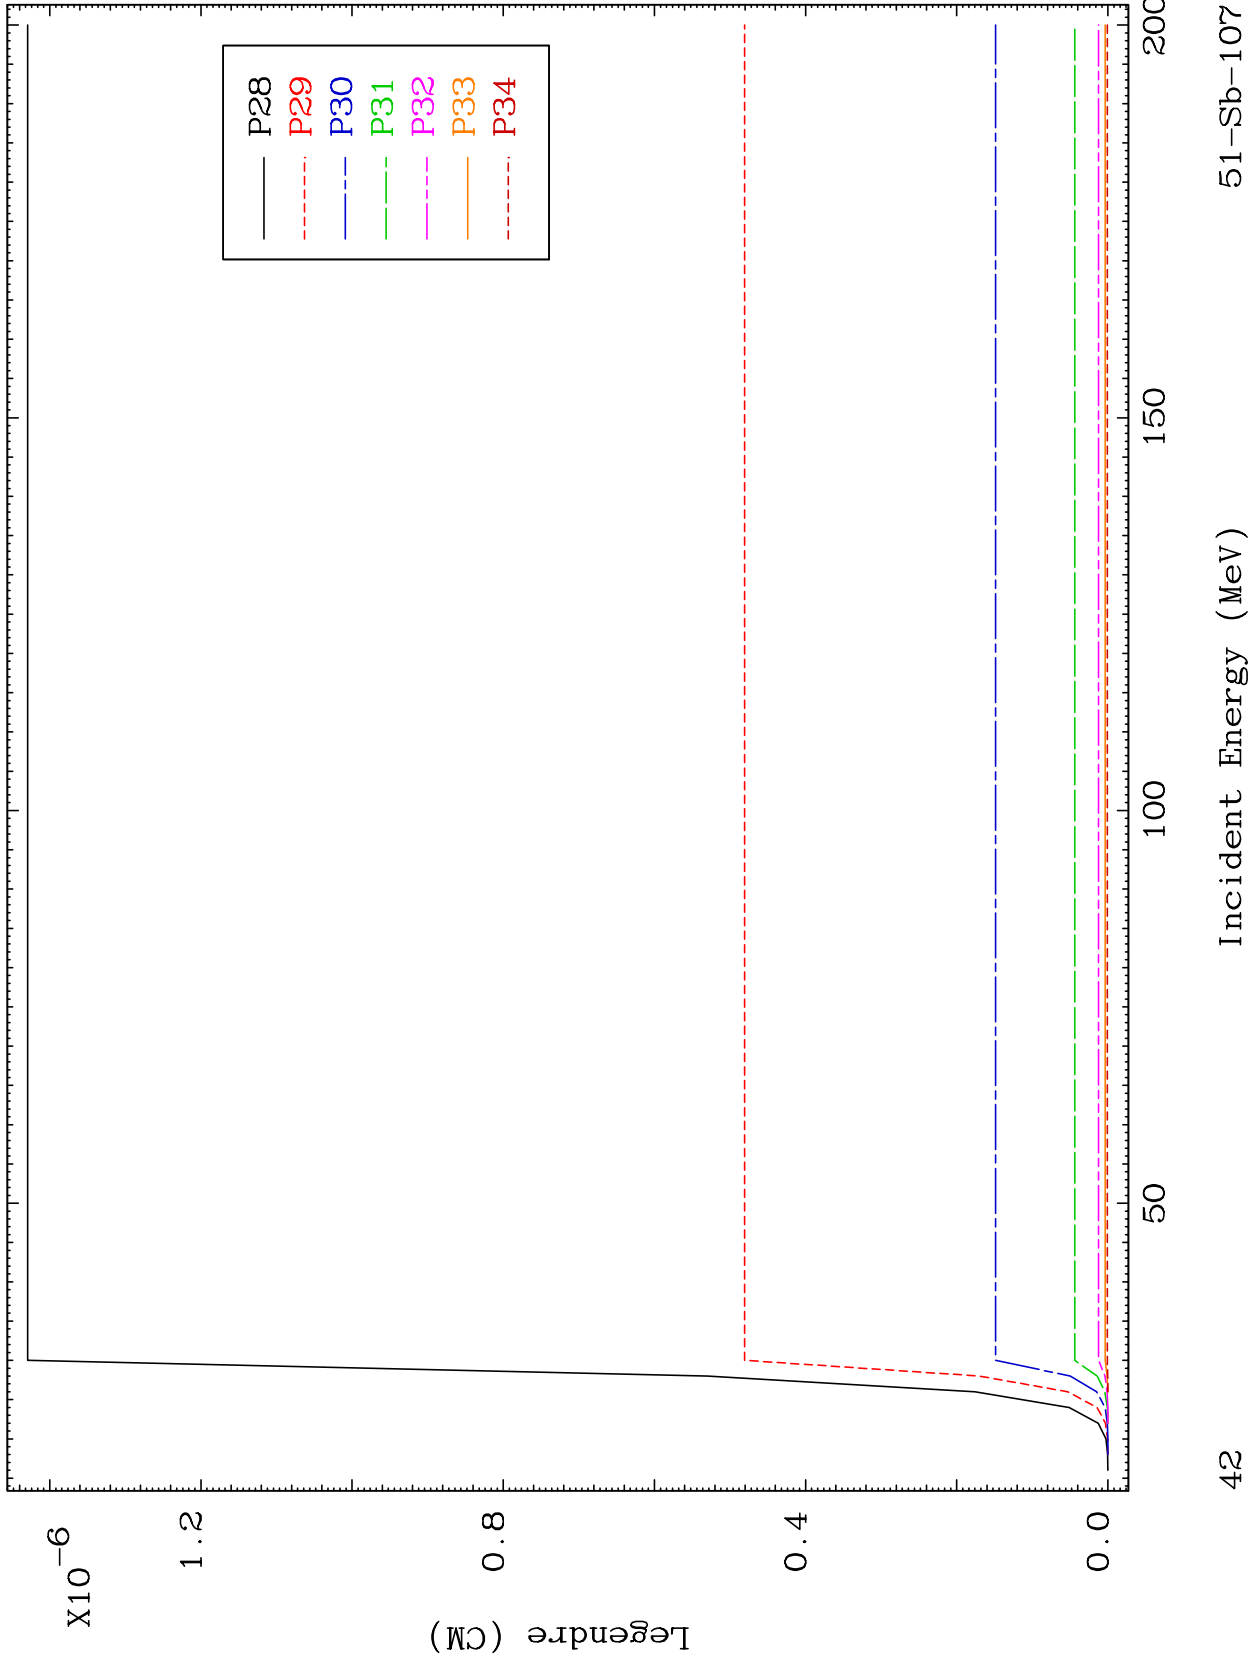 X10-6
1.2
0.8
0.4
0.0
Legendre (CM)
P28
P29
P30
P31
P32
P33
P34
50
100
150
200
Incident Energy (MeV)
42
51-Sb-107